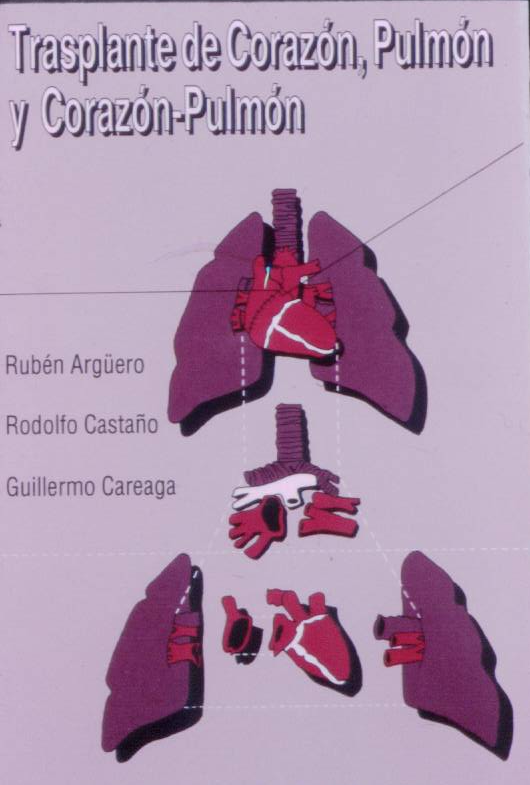 Trasplante de Corazón, Pulmón
y Corazón-Pulmón
Rubén Argüero
Rodolfo Castaño
Guillermo Careaga